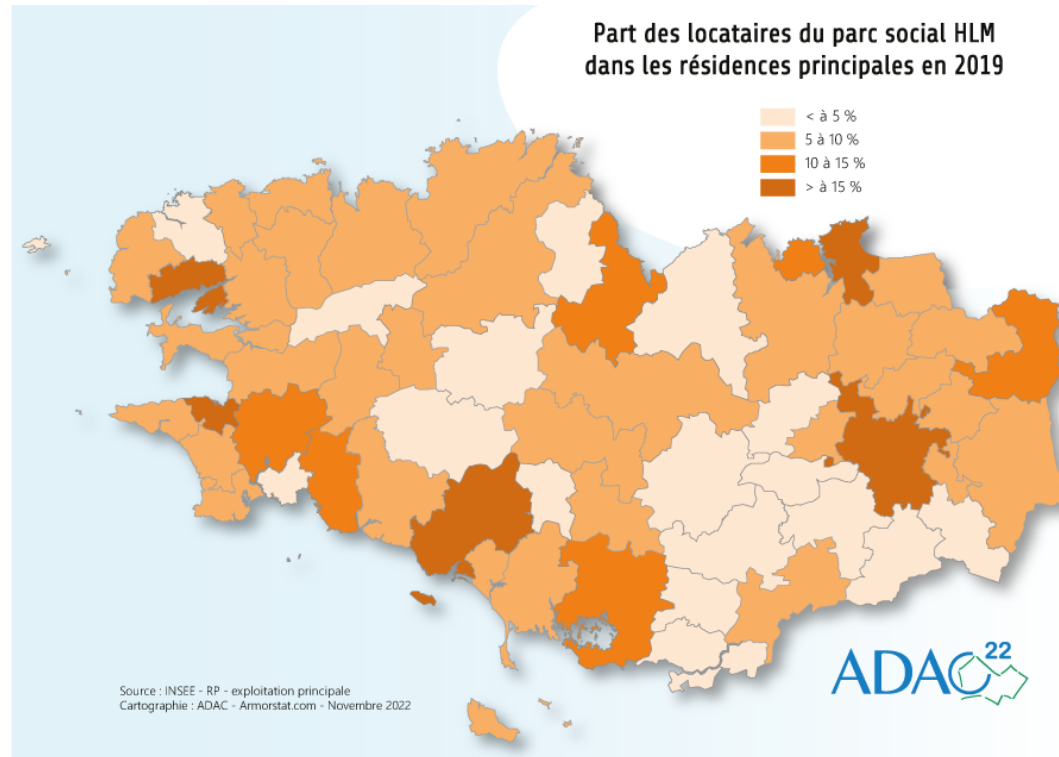 Part des locataires du parc social HLM
dans les résidences principales en 2019
< à 5 %
5 à 10 %
10 à 15 %
> à 15 %
Source : INSEE - RP - exploitation principale
Cartographie : ADAC - Armorstat.com - Novembre 2022
ADAC 22